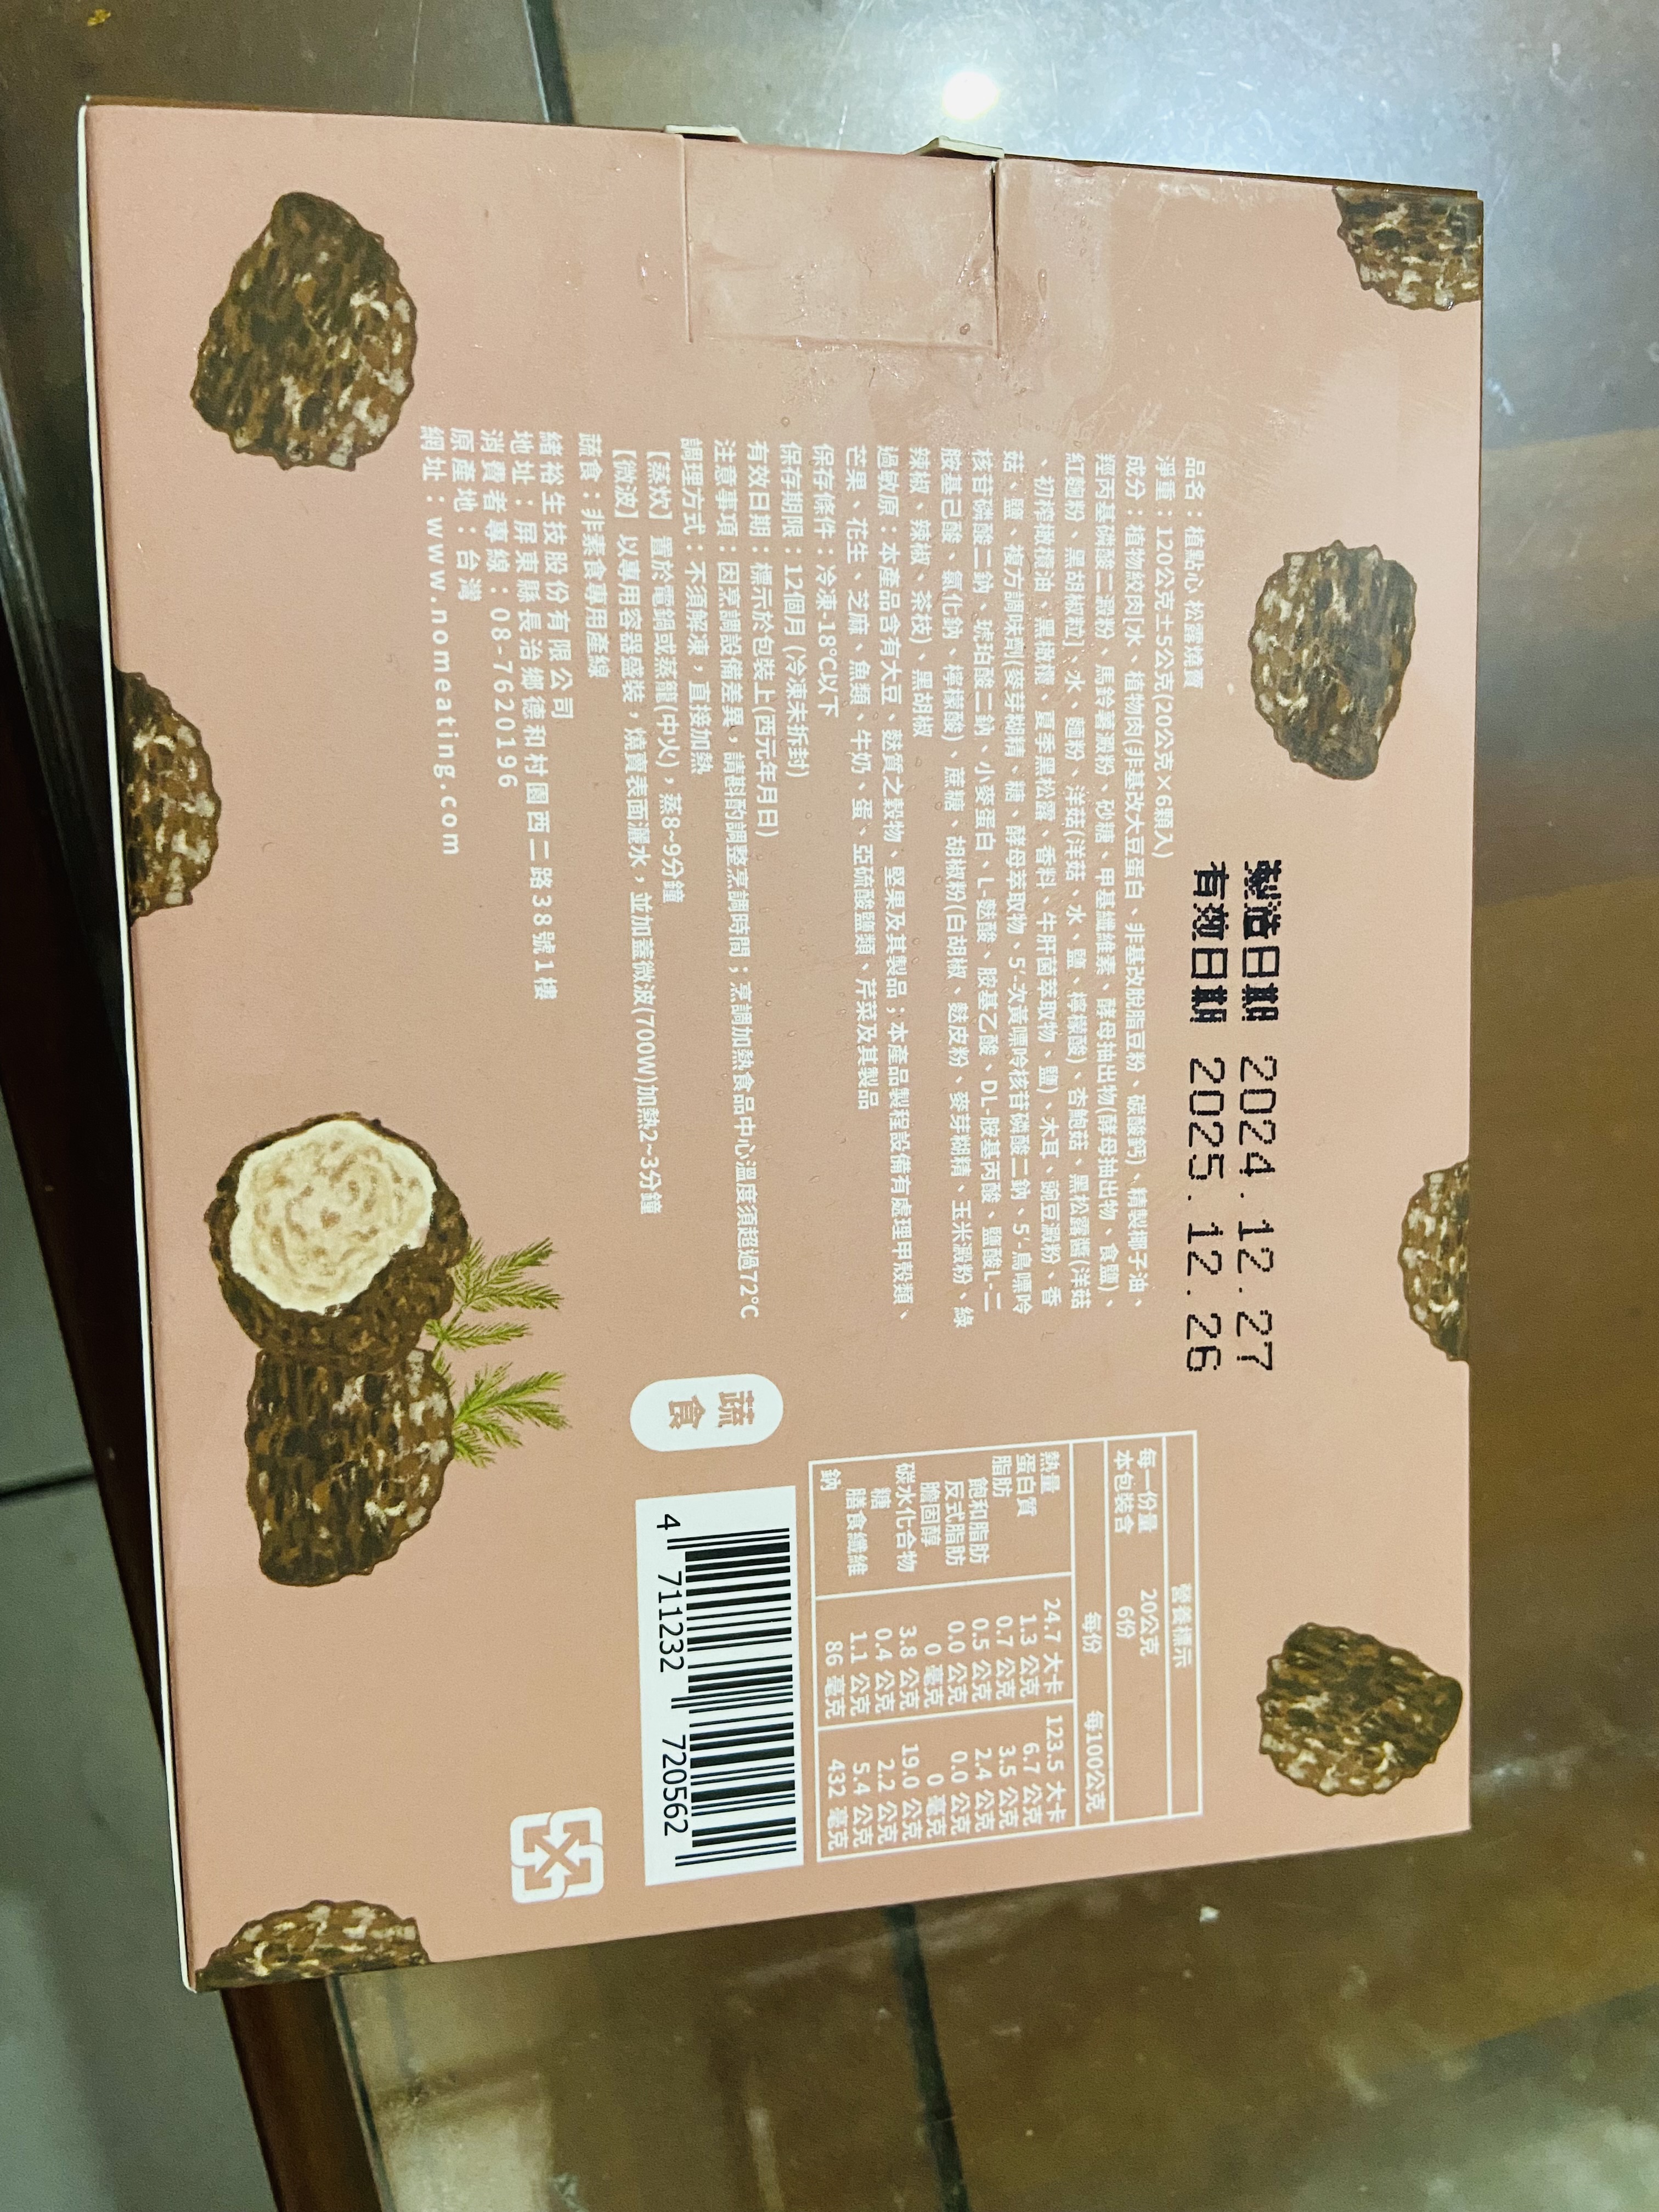 製造日期 2024.12.27
有效日期 2025.12.26
品名：植點心 松露燒賣
淨重：120公克±5公克(20公克×6顆入)
成分：植物絞肉[水、植物肉(非基改大豆蛋白、非基改脫脂豆粉、碳酸鈣)、精製椰子油、
羥丙基磷酸二澱粉、馬鈴薯澱粉、砂糖、甲基纖維素、酵母抽出物(酵母抽出物、食鹽)、
紅麴粉、黑胡椒粒]、水、麵粉、洋菇(洋菇、水、鹽、檸檬酸)、杏鮑菇、黑松露醬(洋菇
、初榨橄欖油、黑橄欖、夏季黑松露、香料、牛肝菌萃取物、鹽)、木耳、豌豆澱粉、香
菇、鹽、複方調味劑(麥芽糊精、糖、酵母萃取物、5'-次黃嘌呤核苷磷酸二鈉、5'-鳥嘌呤
核苷磷酸二鈉、琥珀酸二鈉、小麥蛋白、L-麩酸、胺基乙酸、DL-胺基丙酸、鹽酸L-二
胺基己酸、氯化鈉、檸檬酸)、蔗糖、胡椒粉(白胡椒、麩皮粉、麥芽糊精、玉米澱粉、綠
辣椒、辣椒、茶枝)、黑胡椒
過敏原：本產品含有大豆、麩質之穀物、堅果及其製品；本產品製程設備有處理甲殼類、
芒果、花生、芝麻、魚類、牛奶、蛋、亞硫酸鹽類、芹菜及其製品
保存條件：冷凍-18°C以下
保存期限：12個月 (冷凍未拆封)
有效日期：標示於包裝上(西元年月日)
注意事項：因烹調設備差異，請斟酌調整烹調時間；烹調加熱食品中心溫度須超過72°C
調理方式：不須解凍，直接加熱
【蒸炊】置於電鍋或蒸籠(中火)，蒸8~9分鐘
【微波】以專用容器盛裝，燒賣表面灑水，並加蓋微波(700W)加熱2~3分鐘
蔬食：非素食專用產線
緒裕生技股份有限公司
地址：屏東縣長治鄉德和村園西二路38號1樓
消費者專線：08-7620196
原產地：台灣
網址：www.nomeating.com
營養標示
每一份量 20公克
本包裝含 6份
每份 每100公克
熱量 24.7 大卡 123.5 大卡
蛋白質 1.3 公克 6.7 公克
脂肪 0.7 公克 3.5 公克
飽和脂肪 0.5 公克 2.4 公克
反式脂肪 0.0 公克 0.0 公克
膽固醇 0 毫克 0 毫克
碳水化合物 3.8 公克 19.0 公克
糖 0.4 公克 2.2 公克
膳食纖維 1.1 公克 5.4 公克
鈉 86 毫克 432 毫克
蔬食
4 711232 720562